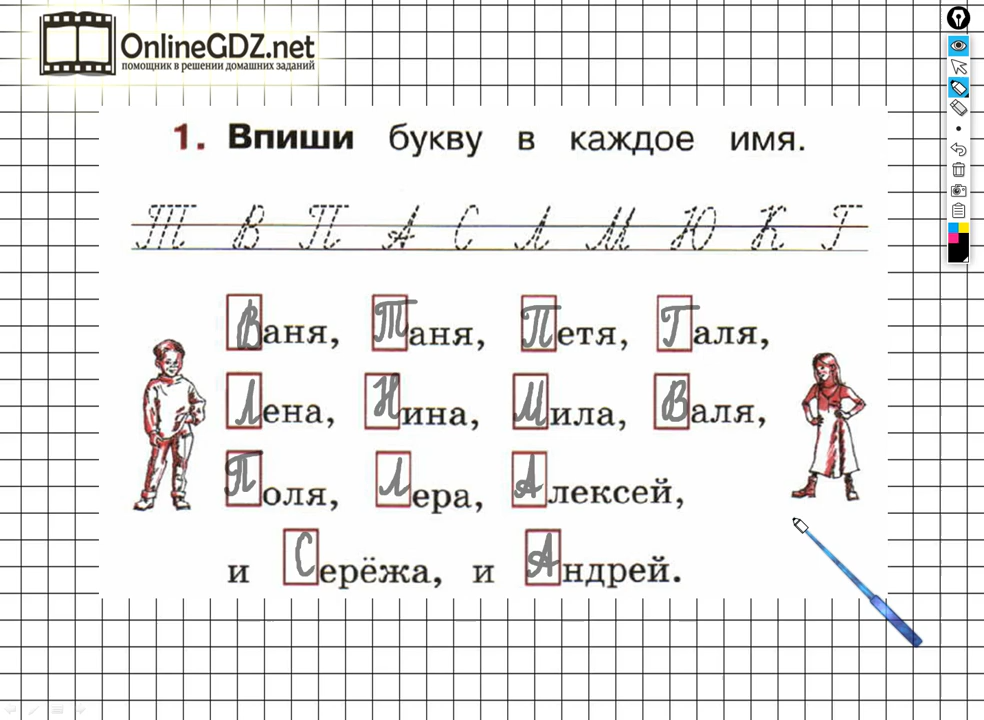 OnlineGDZ.net
помощник в решении домашних заданий
1. Впиши букву в каждое имя.
Т В П А С Л М Ю К Г
Ваня, Таня, Петя, Галя,
Лена, Нина, Мила, Валя,
Поля, Лера, Алексей,
и Серёжа, и Андрей.